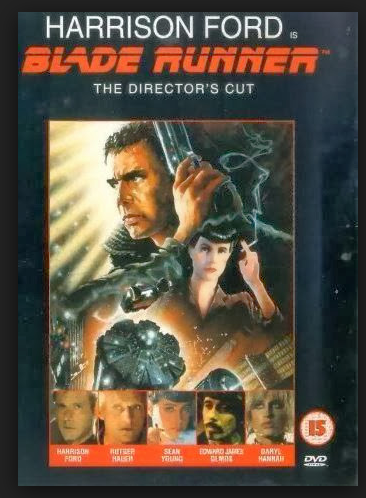 HARRISON FORD IS
BLADE RUNNER™
THE DIRECTOR'S CUT
HARRISON FORD
RUTGER HAUER
SEAN YOUNG
EDWARD JAMES OLMOS
DARYL HANNAH
15
DVD